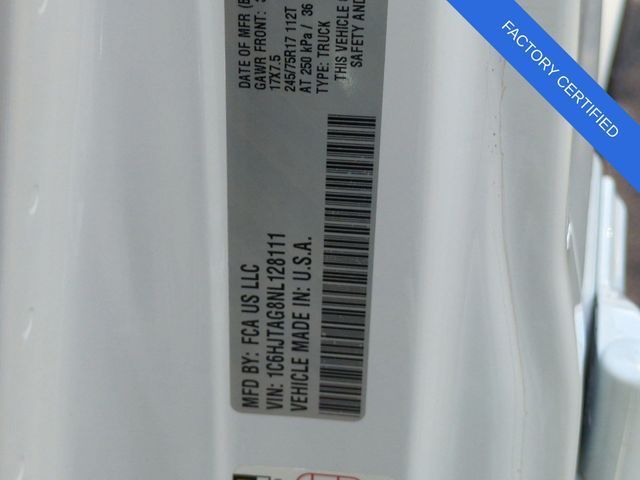 FACTORY CERTIFIED
MFD BY: FCA US LLC
VIN: 1C6HJTAG8NL128111
VEHICLE MADE IN: U.S.A.
DATE OF MFR
GAWR FRONT:
17X7.5
245/75R17 112T
AT 250 kPa / 36
TYPE: TRUCK
THIS VEHICLE
SAFETY AND